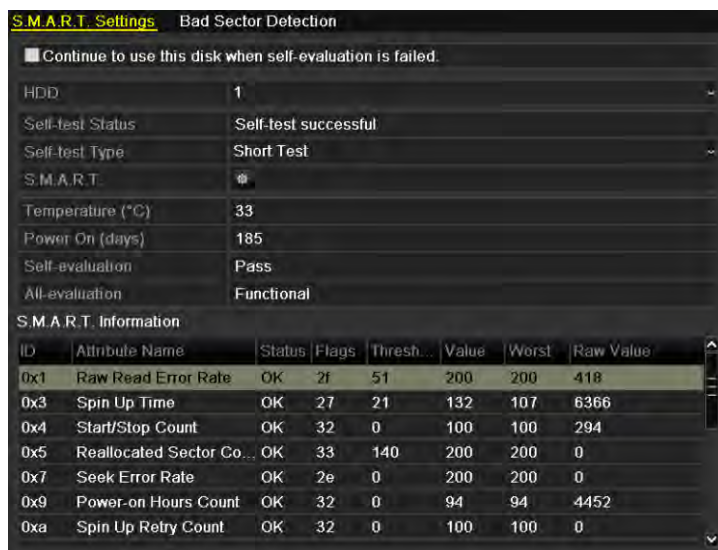 S.M.A.R.T. Settings Bad Sector Detection
Continue to use this disk when self-evaluation is failed.
HDD 1
Self-test Status Self-test successful
Self-test Type Short Test
S.M.A.R.T.
Temperature (°C) 33
Power On (days) 185
Self-evaluation Pass
All-evaluation Functional
S.M.A.R.T. Information
ID Attribute Name Status Flags Thresh... Value Worst Raw Value
0x1 Raw Read Error Rate OK 2f 51 200 200 418
0x3 Spin Up Time OK 27 21 132 107 6366
0x4 Start/Stop Count OK 32 0 100 100 294
0x5 Reallocated Sector Co... OK 33 140 200 200 0
0x7 Seek Error Rate OK 2e 0 200 200 0
0x9 Power-on Hours Count OK 32 0 94 94 4452
0xa Spin Up Retry Count OK 32 0 100 100 0